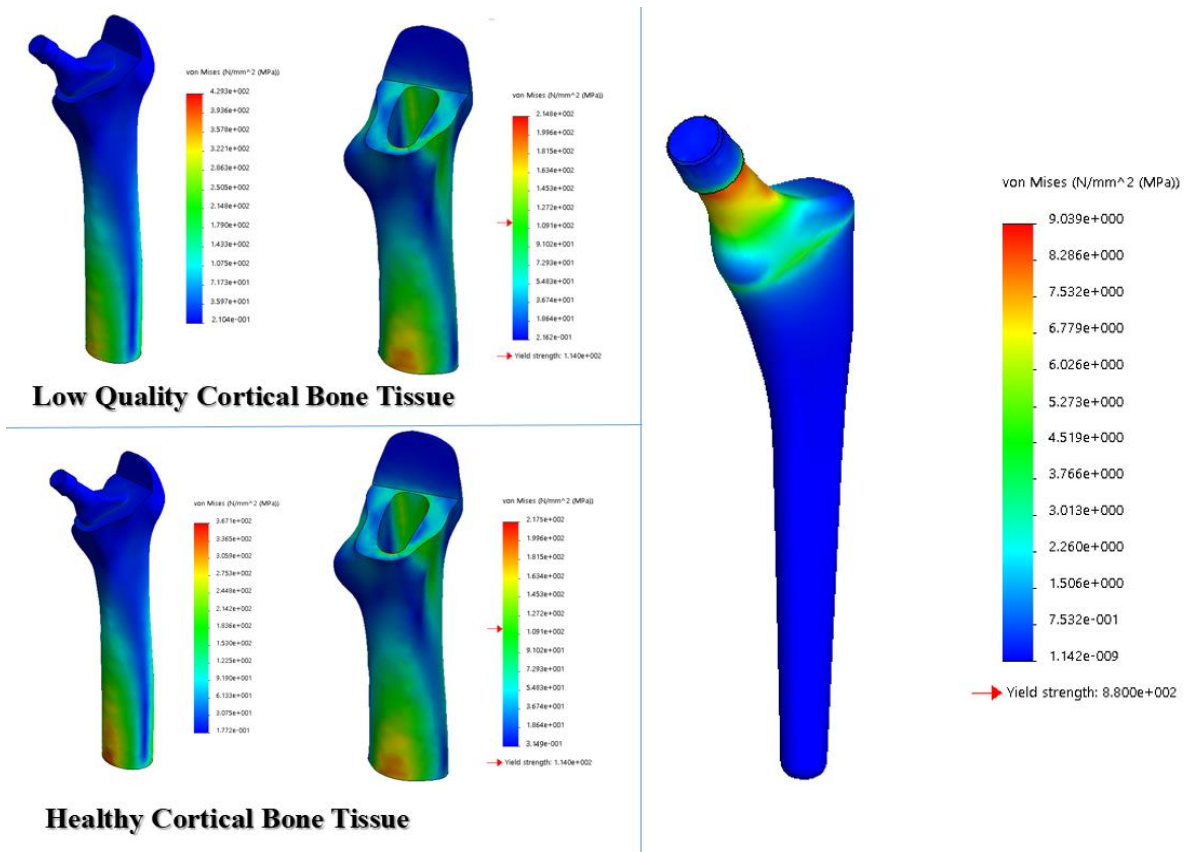 von Mises (N/mm^2 (MPa))
4.293e+002
3.936e+002
3.578e+002
3.221e+002
2.863e+002
2.505e+002
2.148e+002
1.790e+002
1.433e+002
1.075e+002
7.173e+001
3.597e+001
2.104e-001
von Mises (N/mm^2 (MPa))
2.148e+002
1.996e+002
1.815e+002
1.634e+002
1.453e+002
1.272e+002
1.091e+002
9.102e+001
7.293e+001
5.483e+001
3.674e+001
1.864e+001
2.162e-001
Yield strength: 1.140e+002
Low Quality Cortical Bone Tissue
von Mises (N/mm^2 (MPa))
3.671e+002
3.365e+002
3.059e+002
2.753e+002
2.448e+002
2.142e+002
1.836e+002
1.530e+002
1.225e+002
9.190e+001
6.133e+001
3.075e+001
1.772e-001
von Mises (N/mm^2 (MPa))
2.175e+002
1.996e+002
1.815e+002
1.634e+002
1.453e+002
1.272e+002
1.091e+002
9.102e+001
7.293e+001
5.483e+001
3.674e+001
1.864e+001
3.149e-001
Yield strength: 1.140e+002
Healthy Cortical Bone Tissue
von Mises (N/mm^2 (MPa))
9.039e+000
8.286e+000
7.532e+000
6.779e+000
6.026e+000
5.273e+000
4.519e+000
3.766e+000
3.013e+000
2.260e+000
1.506e+000
7.532e-001
1.142e-009
Yield strength: 8.800e+002